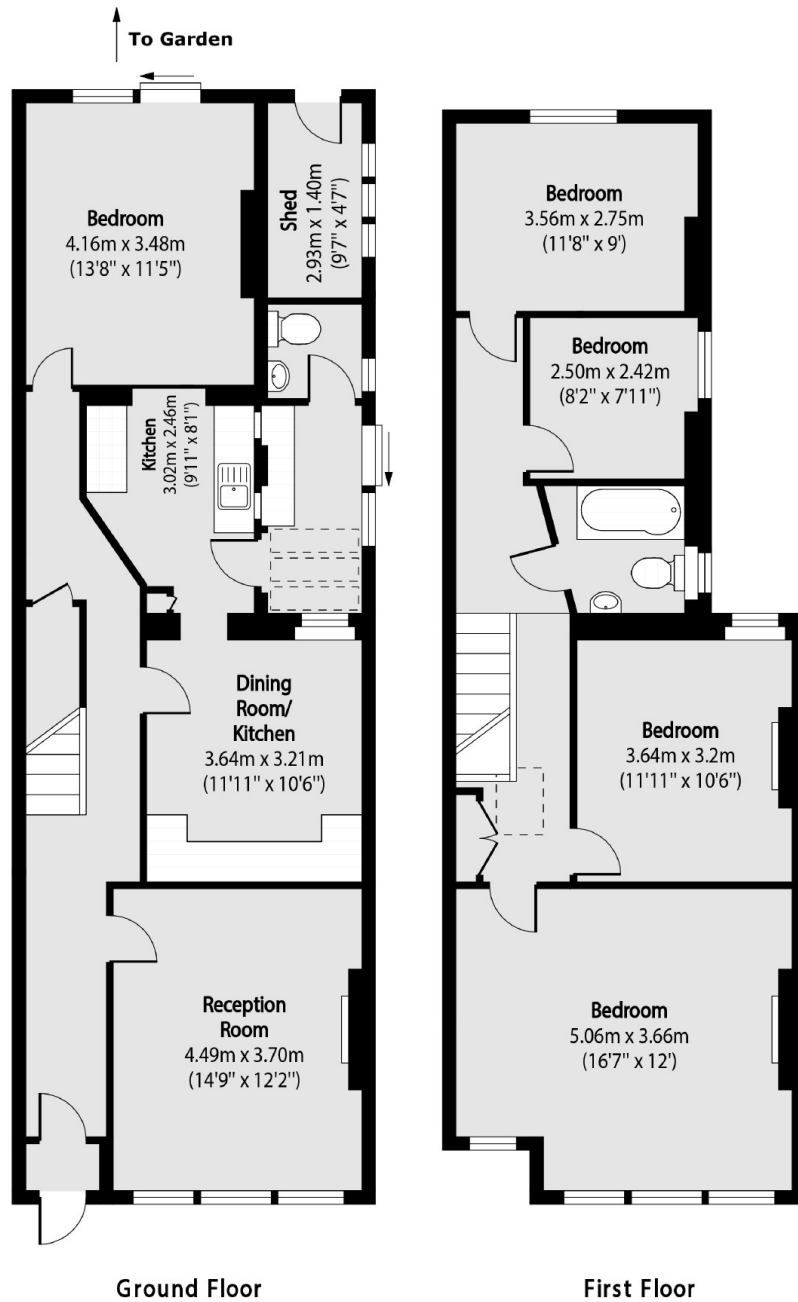 To Garden
Bedroom
4.16m x 3.48m
(13'8" x 11'5")
Shed
2.93m x 1.40m
(9'7" x 4'7")
Kitchen
3.02m x 2.46m
(9'11" x 8'1")
Dining
Room/
Kitchen
3.64m x 3.21m
(11'11" x 10'6")
Reception
Room
4.49m x 3.70m
(14'9" x 12'2")
Ground Floor
Bedroom
3.56m x 2.75m
(11'8" x 9')
Bedroom
2.50m x 2.42m
(8'2" x 7'11")
Bedroom
3.64m x 3.2m
(11'11" x 10'6")
Bedroom
5.06m x 3.66m
(16'7" x 12')
First Floor